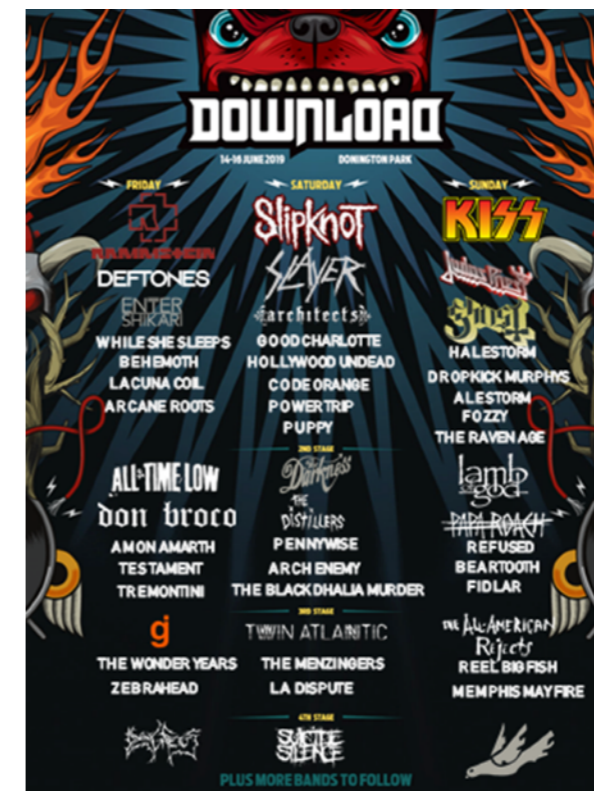 DOWNLOAD
14-16 JUNE 2019
DONINGTON PARK
FRIDAY
RAMMSTEIN
DEFTONES
ENTER
SHIKARI
WHILE SHE SLEEPS
BEHEMOTH
LACUNA COIL
ARCANE ROOTS
SATURDAY
SLIPKNOT
SLAYER
architects
GOOD CHARLOTTE
HOLLYWOOD UNDEAD
CODE ORANGE
POWERTRIP
PUPPY
SUNDAY
KISS
Judas Priest
Ghost
HALESTORM
DROPKICK MURPHYS
ALESTORM
FOZZY
THE RAVEN AGE
2ND STAGE
ALL TIME LOW
don broco
AMON AMARTH
TESTAMENT
TREMONTINI
The
Darkness
THE
DISTILLERS
PENNYWISE
ARCH ENEMY
THE BLACK DHALIA MURDER
lamb
of god
PAPA ROACH
REFUSED
BEARTOOTH
FIDLAR
3RD STAGE
THE WONDER YEARS
ZEBRAHEAD
TWIN ATLANTIC
THE MENZINGERS
LA DISPUTE
THE ALL-AMERICAN
Rejects
REEL BIG FISH
MEMPHIS MAY FIRE
4TH STAGE
SUICIDE
SILENCE
PLUS MORE BANDS TO FOLLOW